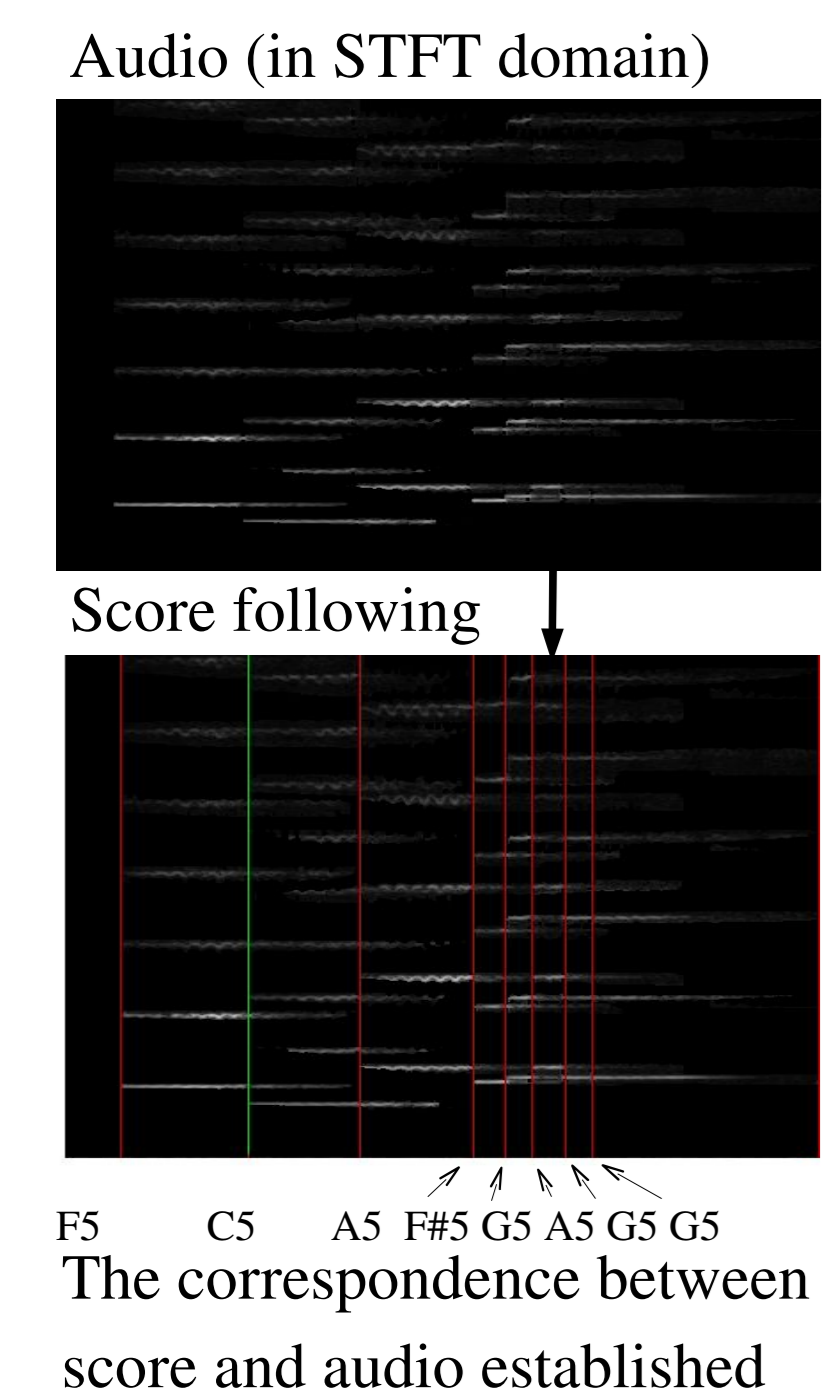 Audio (in STFT domain)
Score following
F5 C5 A5 F#5 G5 A5 G5 G5
The correspondence between
score and audio established